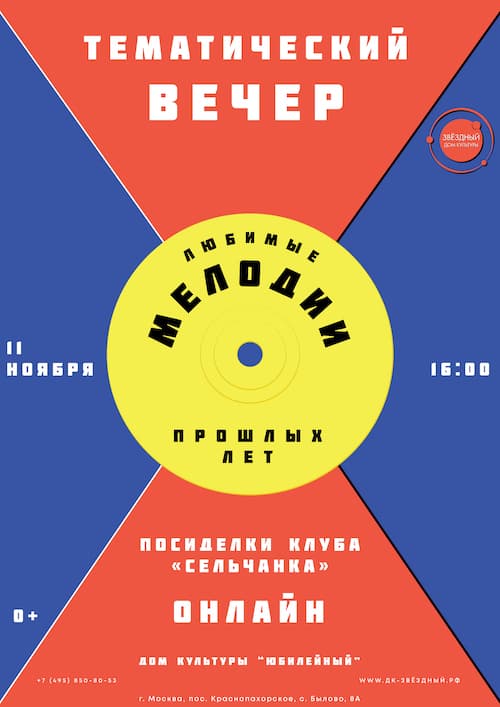 ТЕМАТИЧЕСКИЙ
ВЕЧЕР
ЗВЁЗДНЫЙ
ДОМ КУЛЬТУРЫ
ЛЮБИМЫЕ
МЕЛОДИИ
11
НОЯБРЯ
16:00
ПРОШЛЫХ
ЛЕТ
ПОСИДЕЛКИ КЛУБА
«СЕЛЬЧАНКА»
0+
ОНЛАЙН
ДОМ КУЛЬТУРЫ "ЮБИЛЕЙНЫЙ"
+7 (495) 850-80-53
WWW.ДК-ЗВЁЗДНЫЙ.РФ
г. Москва, пос. Краснапахорское, с. Былово, 8А